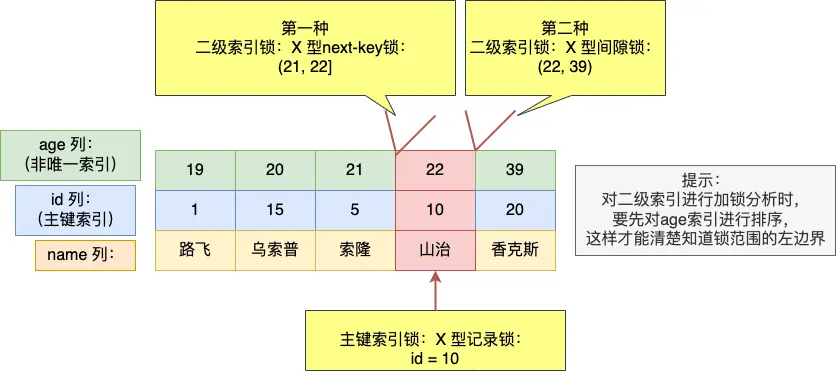 第一种
二级索引锁：X 型next-key锁：
(21, 22]
第二种
二级索引锁：X 型间隙锁：
(22, 39)
age 列：
（非唯一索引）
19
20
21
22
39
id 列：
（主键索引）
1
15
5
10
20
name 列：
路飞
乌索普
索隆
山治
香克斯
提示：
对二级索引进行加锁分析时，
要先对age索引进行排序，
这样才能清楚知道锁范围的左边界
主键索引锁：X 型记录锁：
id = 10